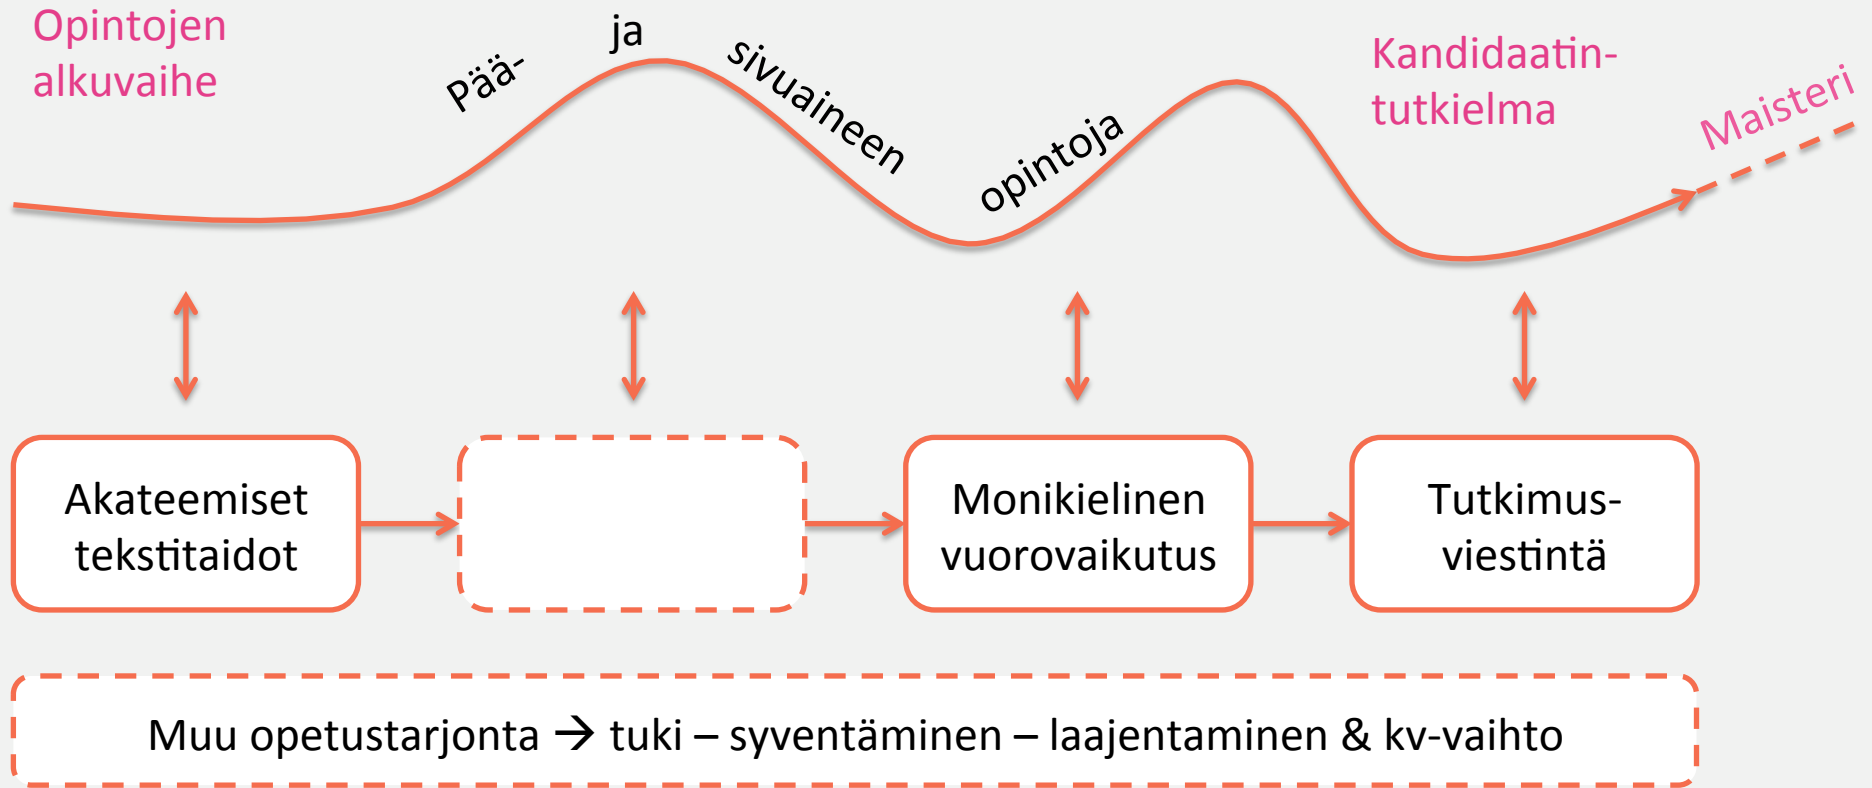 Opintojen
alkuvaihe
Pää-
ja
sivuaineen
opintoja
Kandidaatin-
tutkielma
Maisteri
Akateemiset
tekstitaidot
Monikielinen
vuorovaikutus
Tutkimus-
viestintä
Muu opetustarjonta → tuki – syventäminen – laajentaminen & kv-vaihto